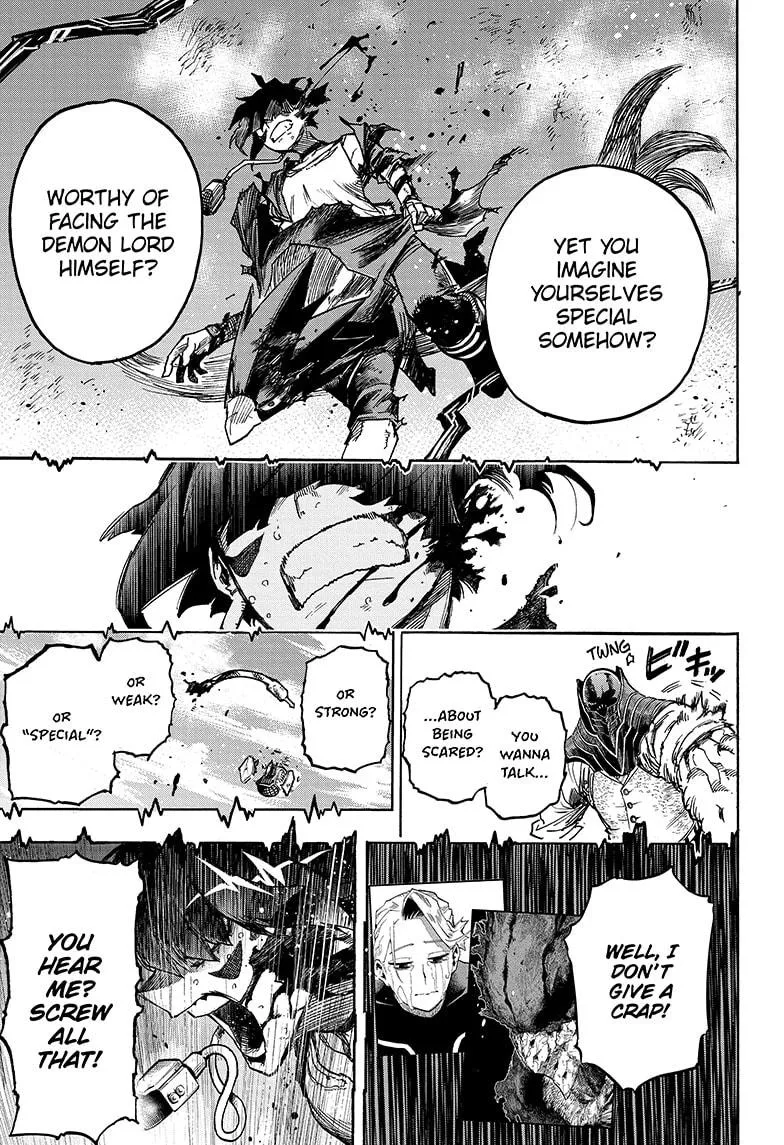 YET YOU
IMAGINE
YOURSELVES
SPECIAL
SOMEHOW?
WORTHY OF
FACING THE
DEMON LORD
HIMSELF?
TWNG
ビキッ
YOU
WANNA
TALK...
...ABOUT
BEING
SCARED?
OR
STRONG?
OR
WEAK?
OR
"SPECIAL"?
WELL, I
DON'T
GIVE A
CRAP!
YOU
HEAR
ME?
SCREW
ALL
THAT!